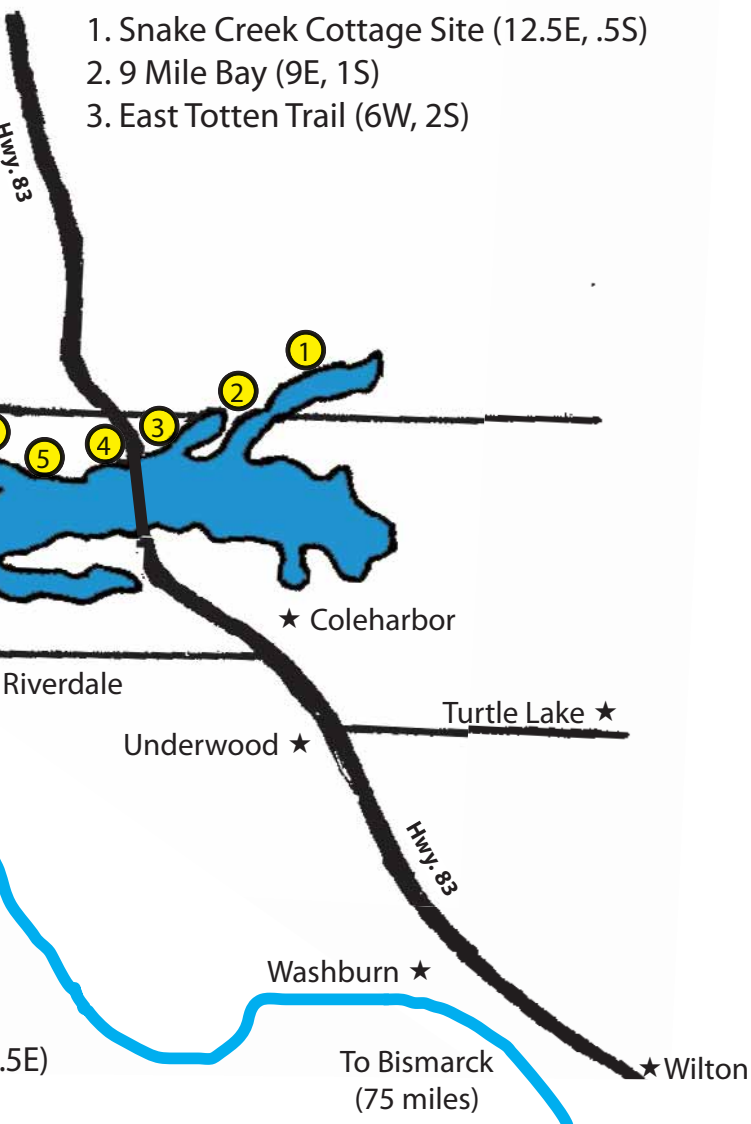 1. Snake Creek Cottage Site (12.5E, .5S)
2. 9 Mile Bay (9E, 1S)
3. East Totten Trail (6W, 2S)
Hwy. 83
1
2
3
4
5
Coleharbor
Riverdale
Turtle Lake
Underwood
Hwy. 83
Washburn
.5E)
To Bismarck
(75 miles)
Wilton